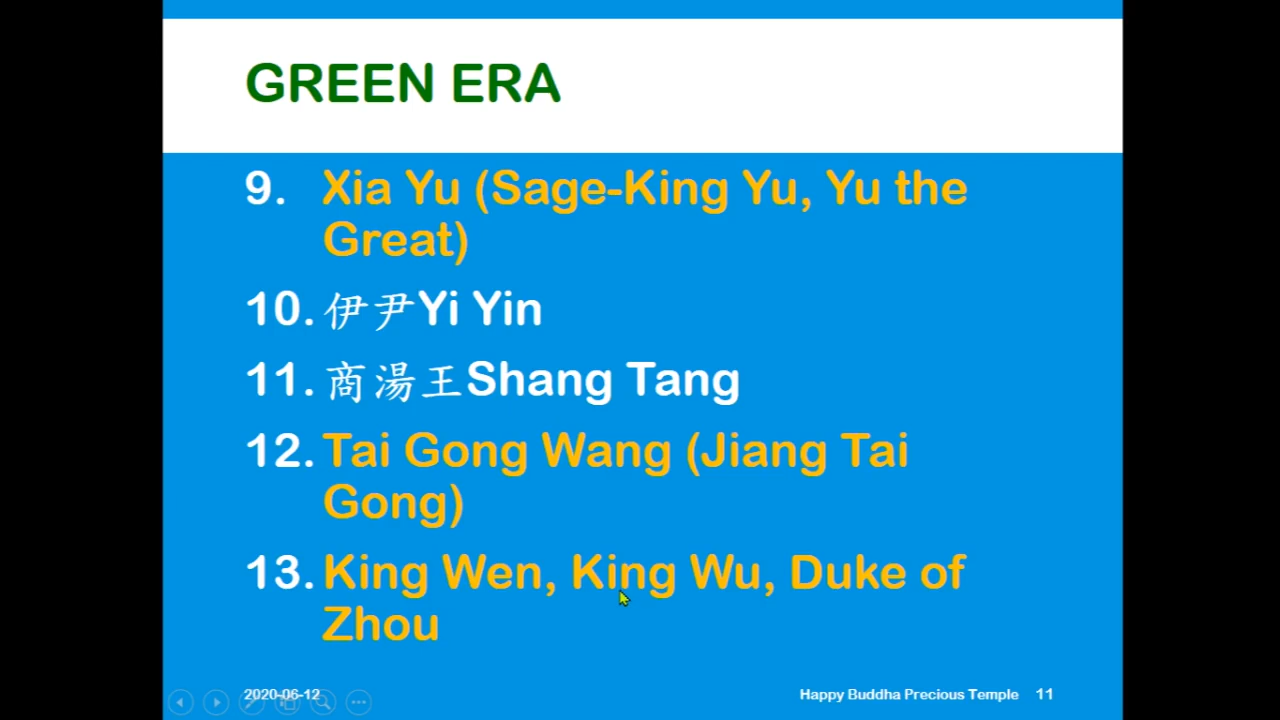 GREEN ERA
9. Xia Yu (Sage-King Yu, Yu the
Great)
10. 伊尹Yi Yin
11. 商湯王Shang Tang
12. Tai Gong Wang (Jiang Tai
Gong)
13. King Wen, King Wu, Duke of
Zhou
2020-06-12
Happy Buddha Precious Temple 11